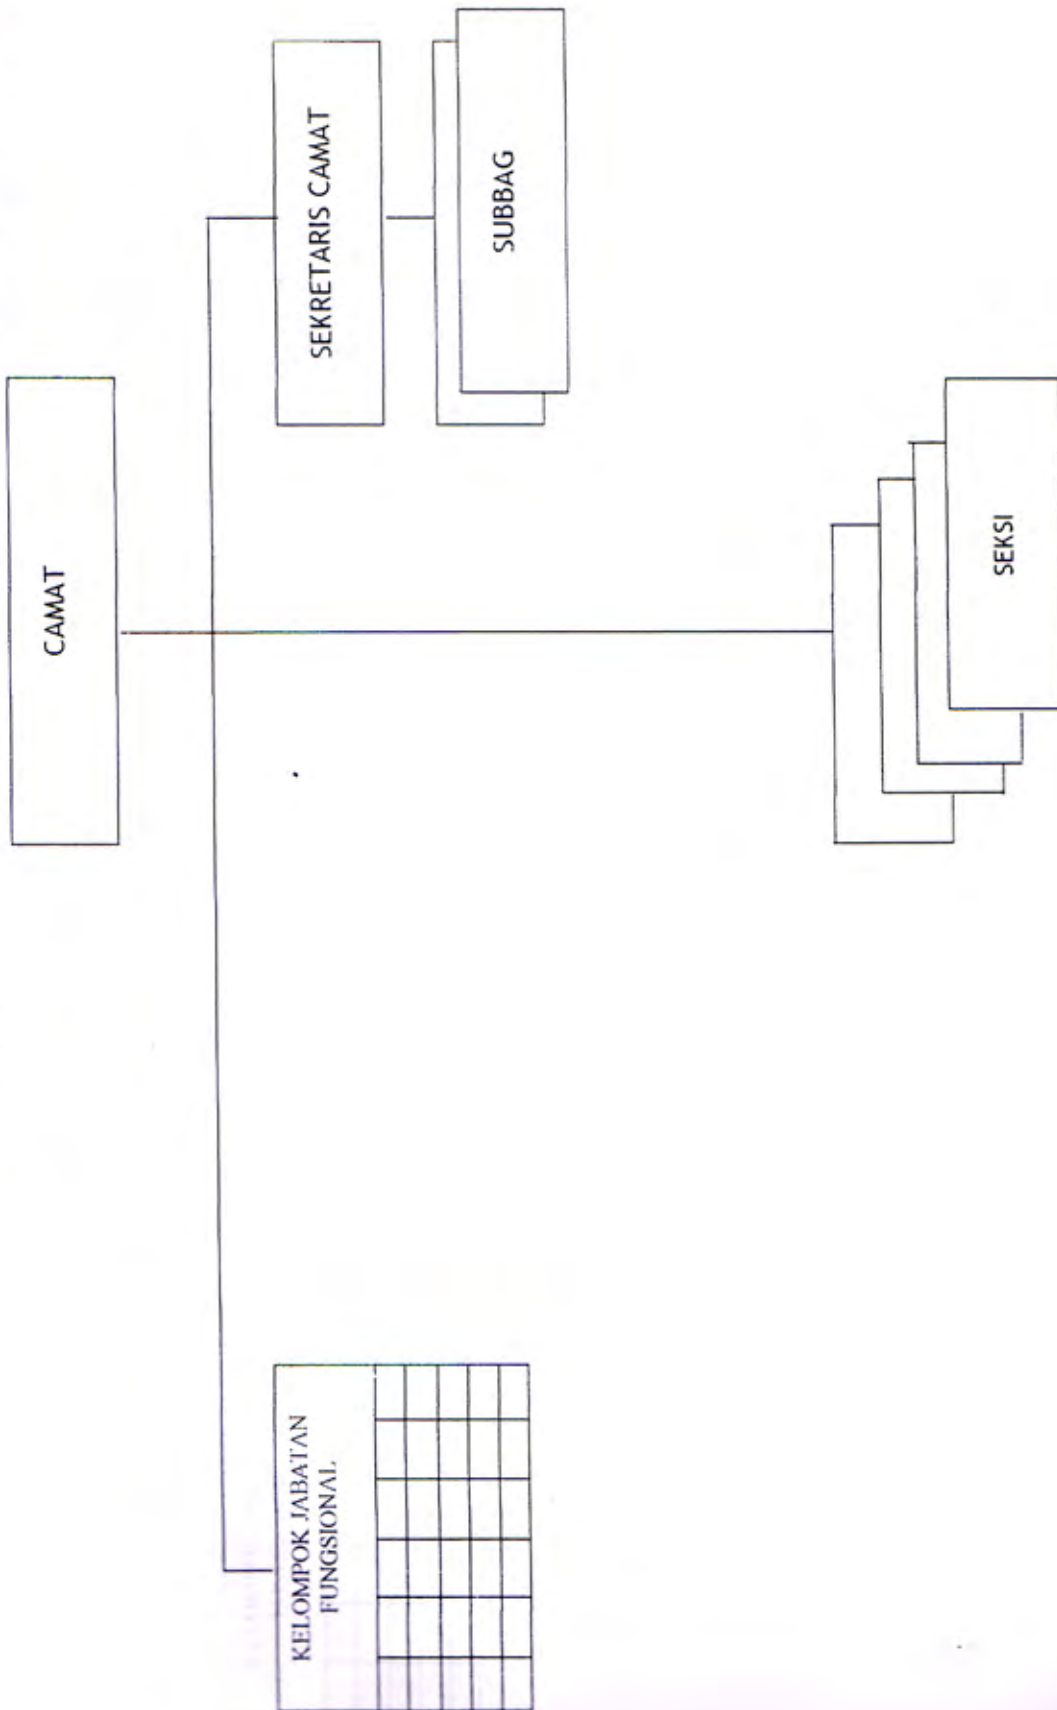 CAMAT
KELOMPOK JABATAN
FUNGSIONAL
SEKRETARIS CAMAT
SUBBAG
SEKSI